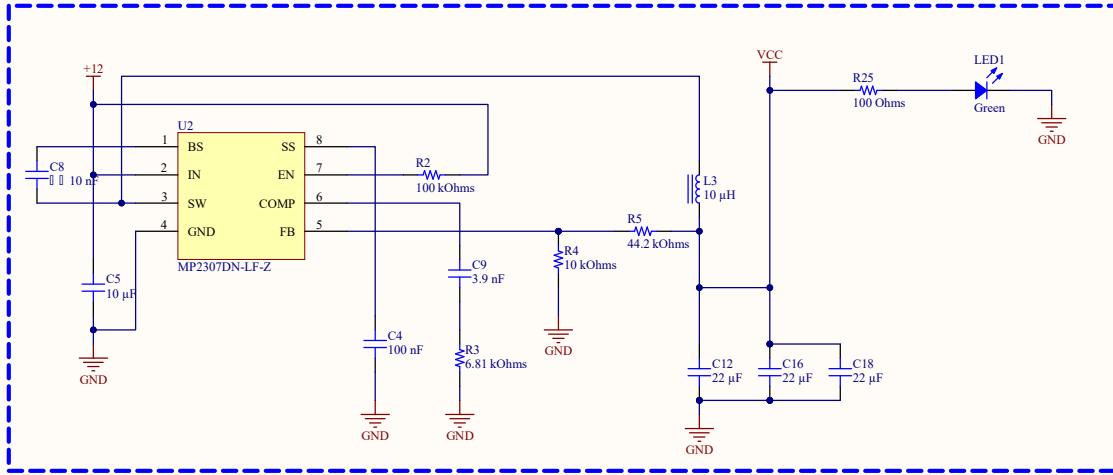 +12
U2
1
BS
2
IN
3
SW
4
GND
8
SS
7
EN
6
COMP
5
FB
MP2307DN-LF-Z
C8
10 nF
C5
10 µF
GND
R2
100 kOhms
C9
3.9 nF
C4
100 nF
GND
R3
6.81 kOhms
GND
R4
10 kOhms
GND
R5
44.2 kOhms
L3
10 µH
VCC
R25
100 Ohms
LED1
Green
GND
C12
22 µF
C16
22 µF
C18
22 µF
GND